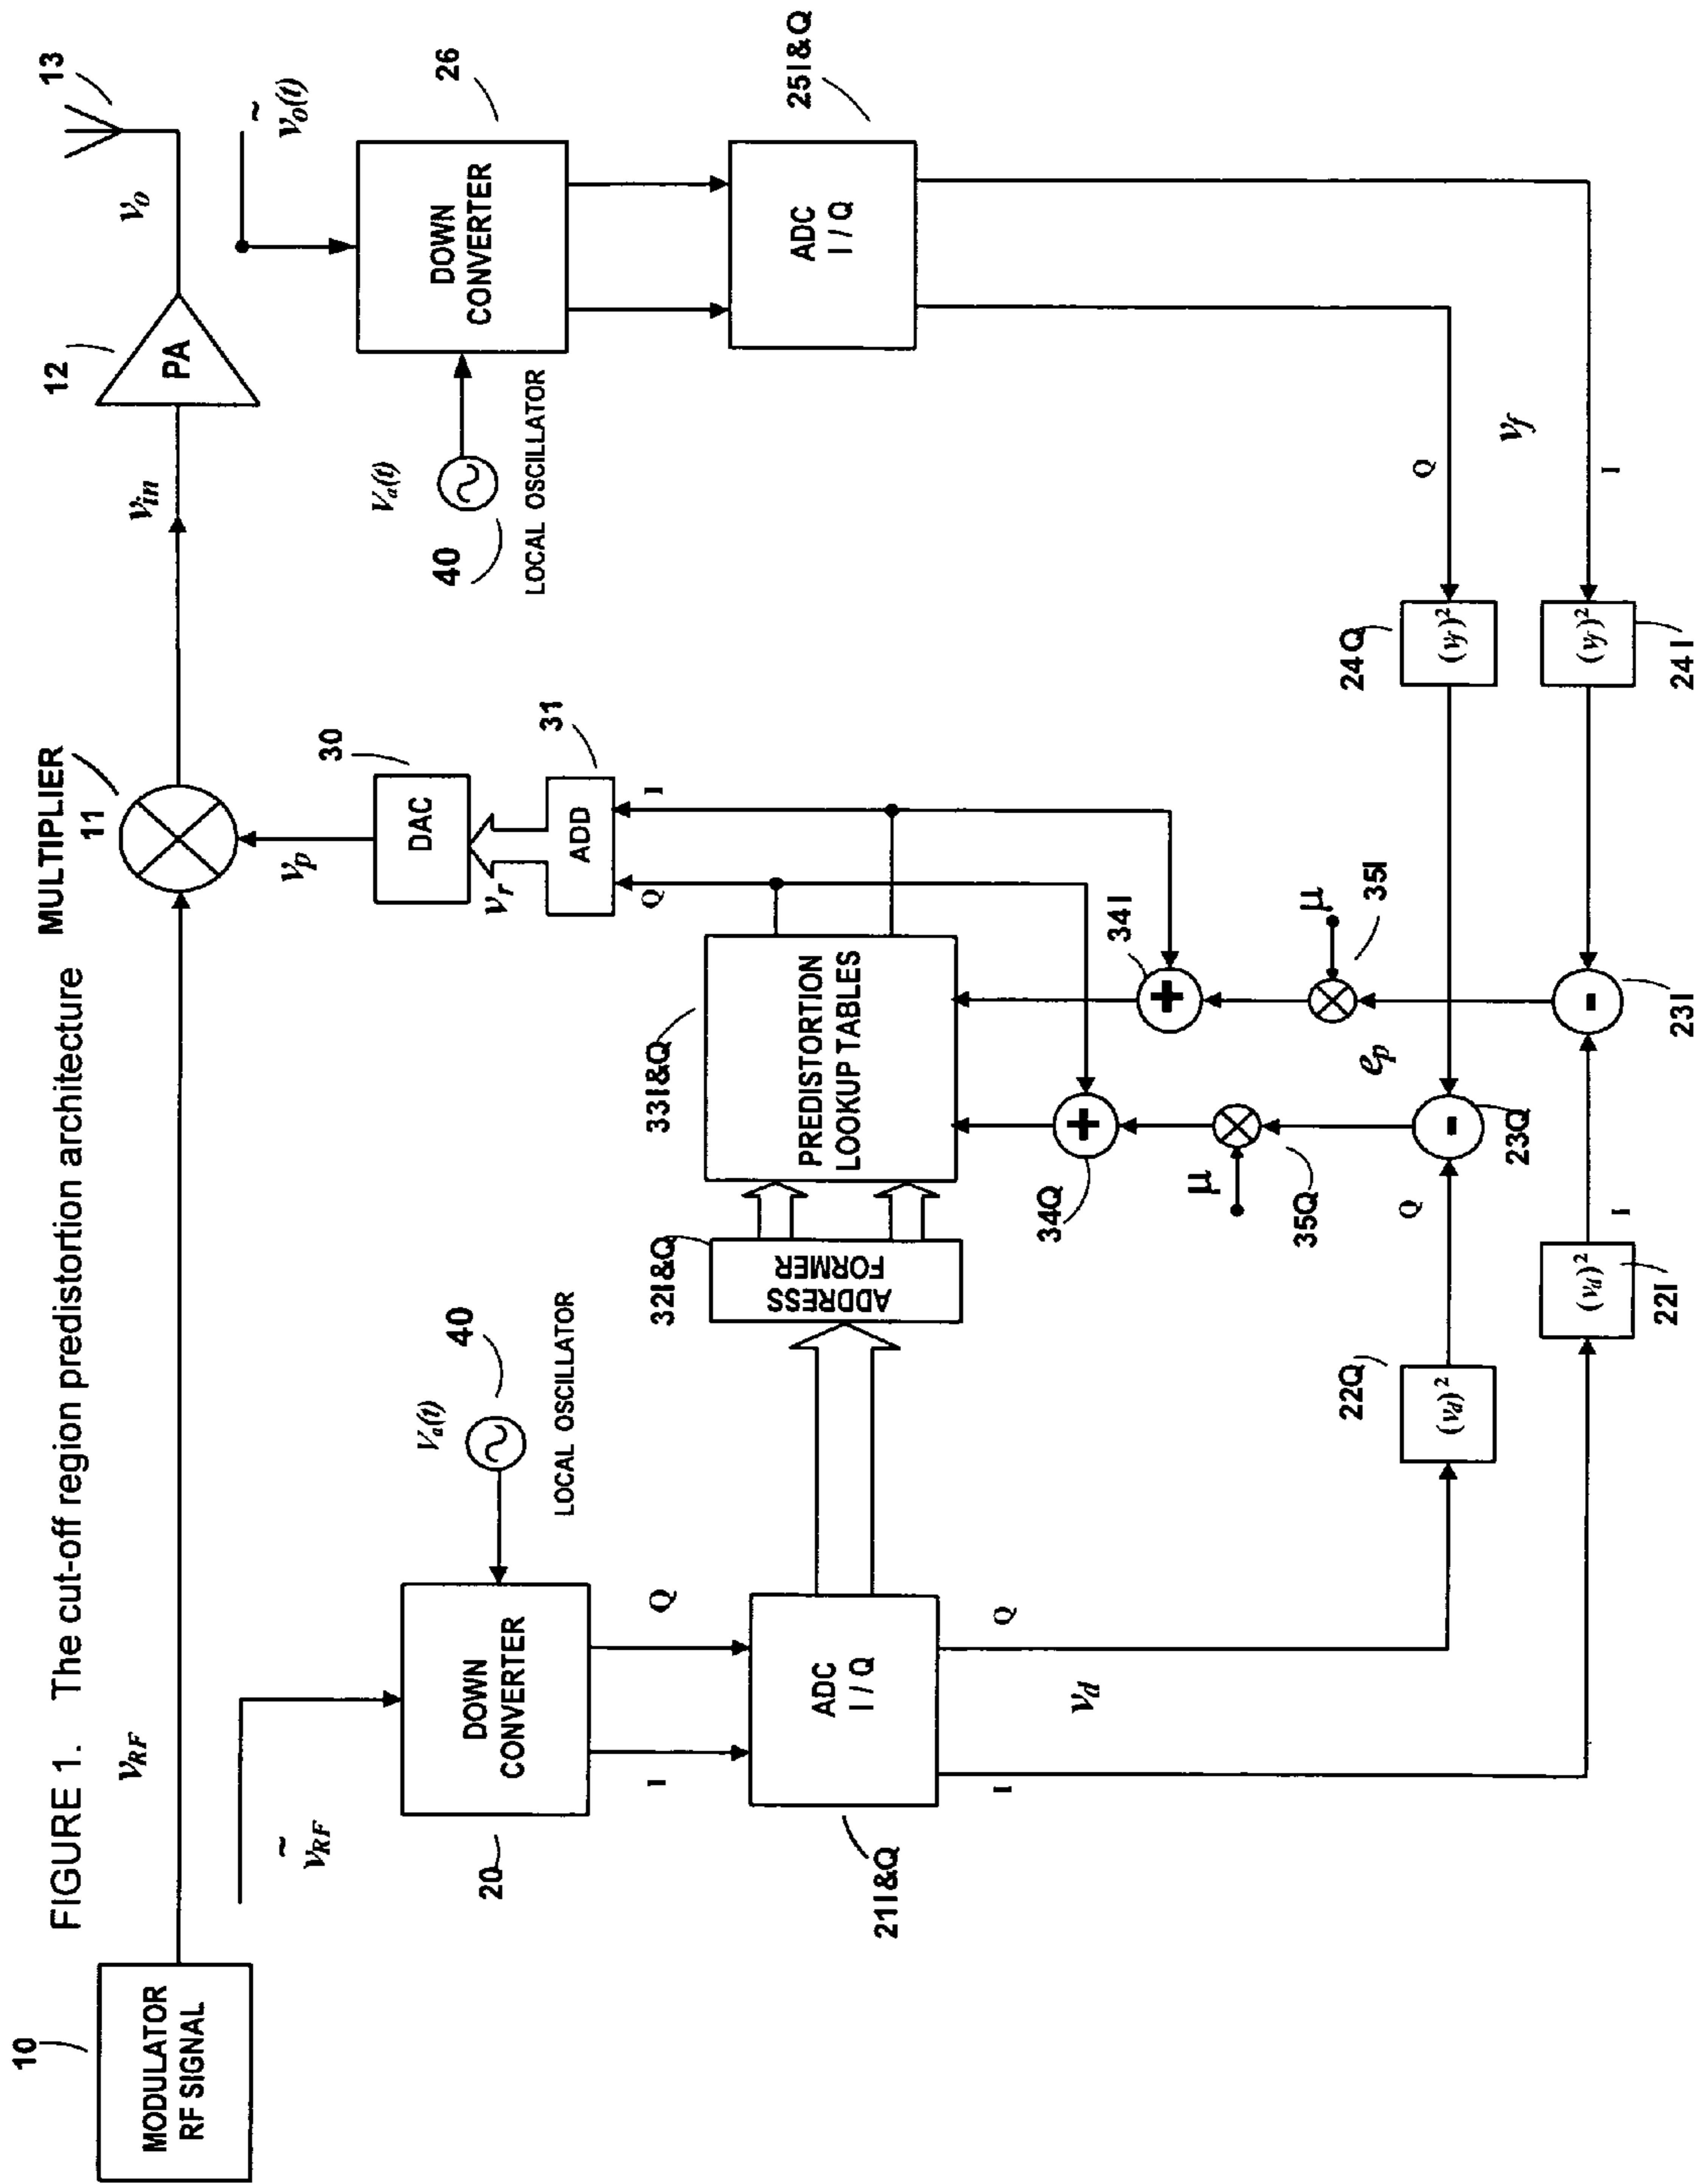 FIGURE 1. The cut-off region predistortion architecture
10
MODULATOR
RF SIGNAL
v_RF
MULTIPLIER
11
v_in
12
PA
v_o
13
ṽ_RF
20
DOWN
CONVERTER
V_a(t)
40
LOCAL OSCILLATOR
I
Q
21I&Q
ADC
I / Q
I
Q
v_d
32I&Q
ADDRESS
FORMER
33I&Q
PREDISTORTION
LOOKUP TABLES
v_p
30
DAC
v_r
31
ADD
Q
I
34Q
34I
μ
35Q
μ
35I
e_p
22Q
(v_d)²
Q
23Q
22I
(v_d)²
I
23I
ṽ_o(t)
26
DOWN
CONVERTER
V_a(t)
40
LOCAL OSCILLATOR
25I&Q
ADC
I / Q
Q
v_f
I
24Q
(v_f)²
24I
(v_f)²